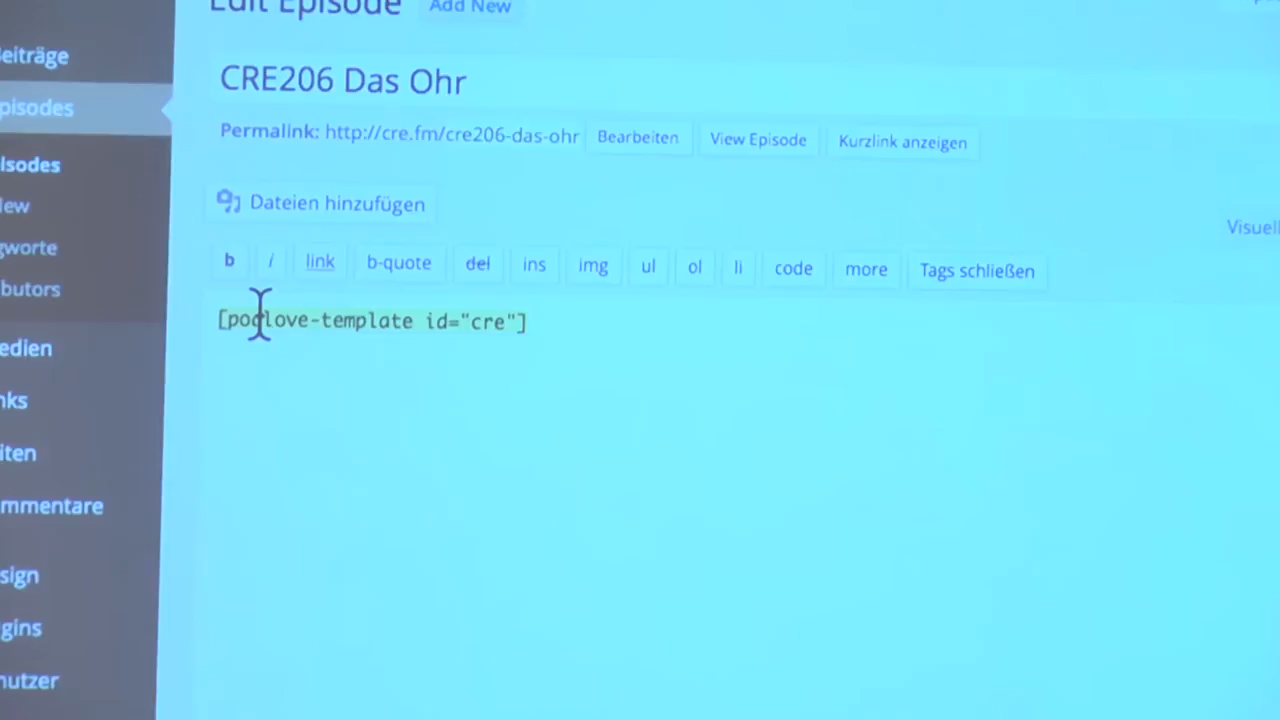 Edit Episode Add New
eiträge
CRE206 Das Ohr
pisodes
Permalink: http://cre.fm/cre206-das-ohr Bearbeiten View Episode Kurzlink anzeigen
isodes
ew
Dateien hinzufügen
Visuell
gworte
b i link b-quote del ins img ul ol li code more Tags schließen
butors
[podlove-template id="cre"]
edien
nks
iten
mmentare
sign
gins
nutzer